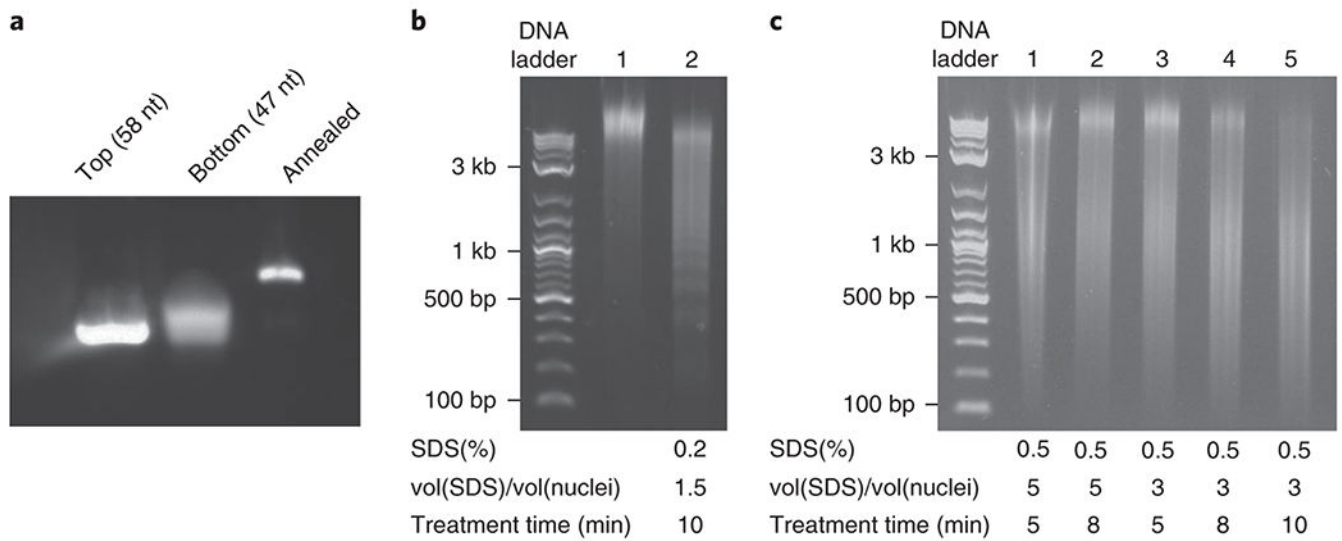 a
Top (58 nt)
Bottom (47 nt)
Annealed
b
DNA
ladder 1 2
3 kb
1 kb
500 bp
100 bp
SDS(%) 0.2
vol(SDS)/vol(nuclei) 1.5
Treatment time (min) 10
c
DNA
ladder 1 2 3 4 5
3 kb
1 kb
500 bp
100 bp
SDS(%) 0.5 0.5 0.5 0.5 0.5
vol(SDS)/vol(nuclei) 5 5 3 3 3
Treatment time (min) 5 8 5 8 10